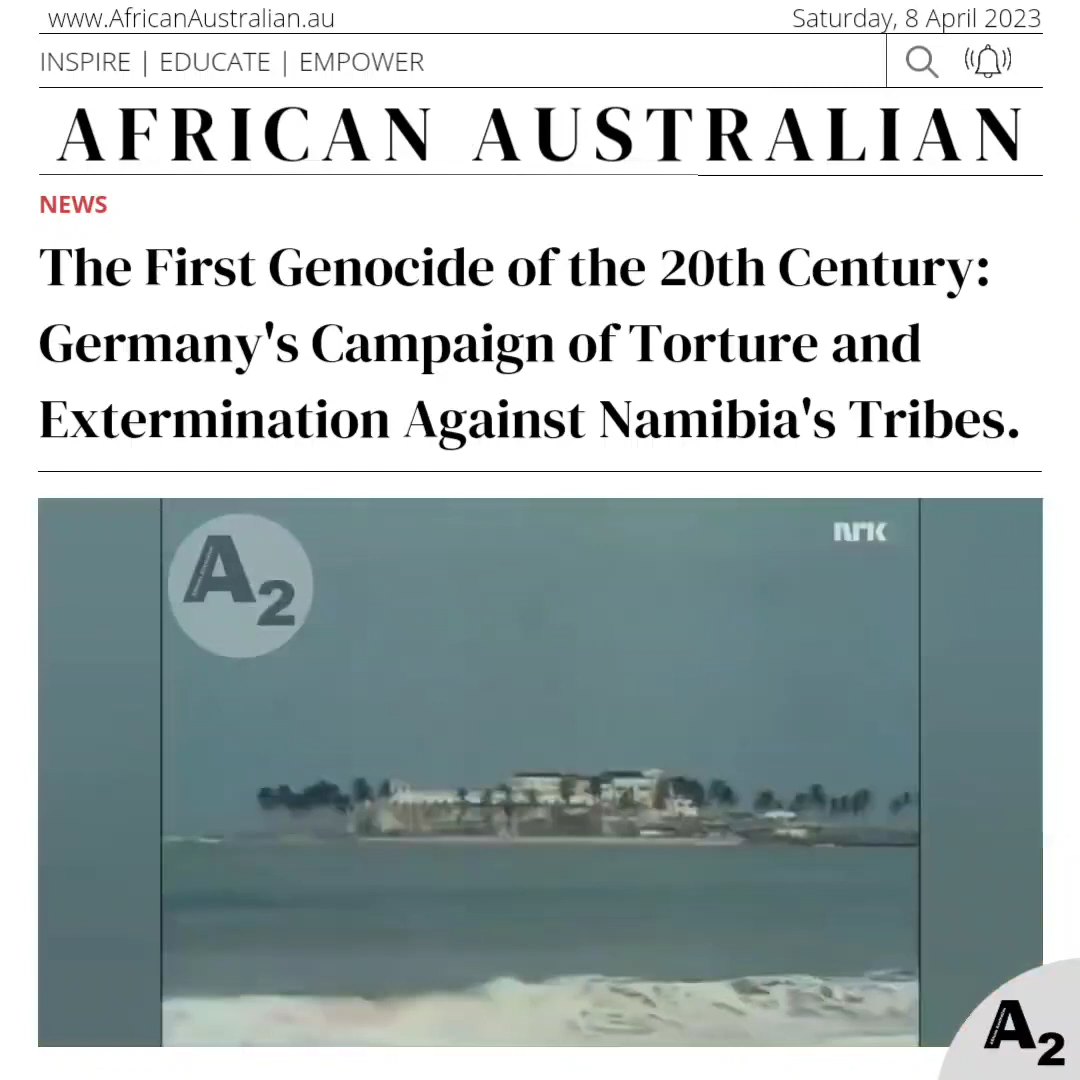 www.AfricanAustralian.au
Saturday, 8 April 2023
INSPIRE | EDUCATE | EMPOWER
AFRICAN AUSTRALIAN
NEWS
The First Genocide of the 20th Century:
Germany's Campaign of Torture and
Extermination Against Namibia's Tribes.
A2
NRK
A2